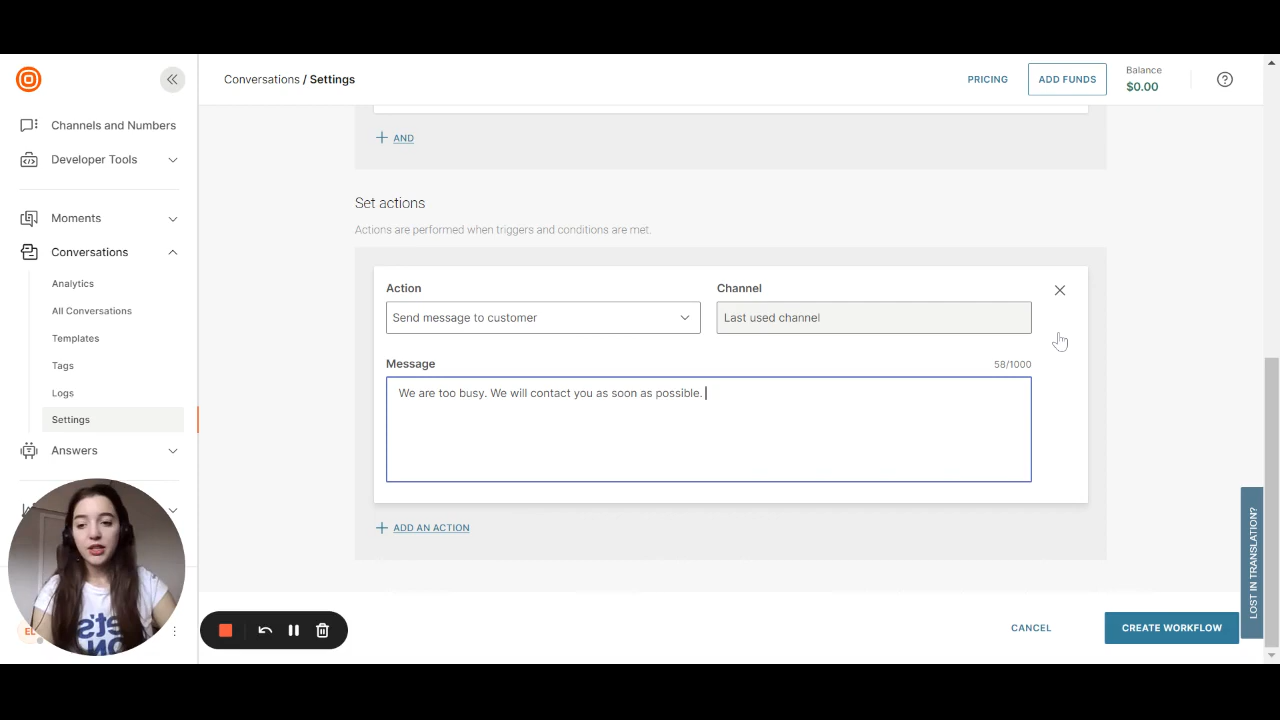 Conversations / Settings
PRICING
ADD FUNDS
Balance
$0.00
Channels and Numbers
Developer Tools
Moments
Conversations
Analytics
All Conversations
Templates
Tags
Logs
Settings
Answers
EL
AND
Set actions
Actions are performed when triggers and conditions are met.
Action
Channel
Send message to customer
Last used channel
Message
58/1000
We are too busy. We will contact you as soon as possible.
ADD AN ACTION
CANCEL
CREATE WORKFLOW
LOST IN TRANSLATION?